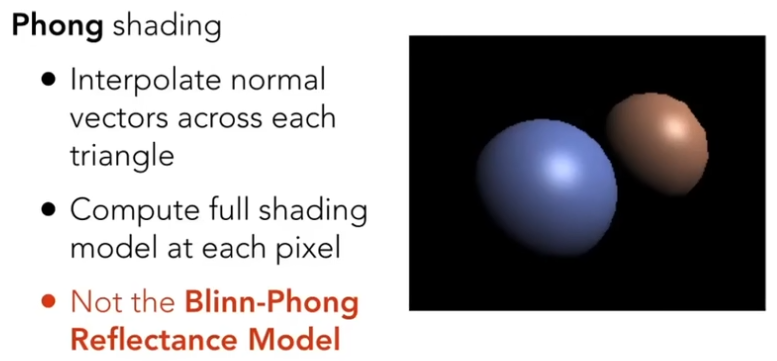 Phong shading
● Interpolate normal
vectors across each
triangle
● Compute full shading
model at each pixel
● Not the Blinn-Phong
Reflectance Model